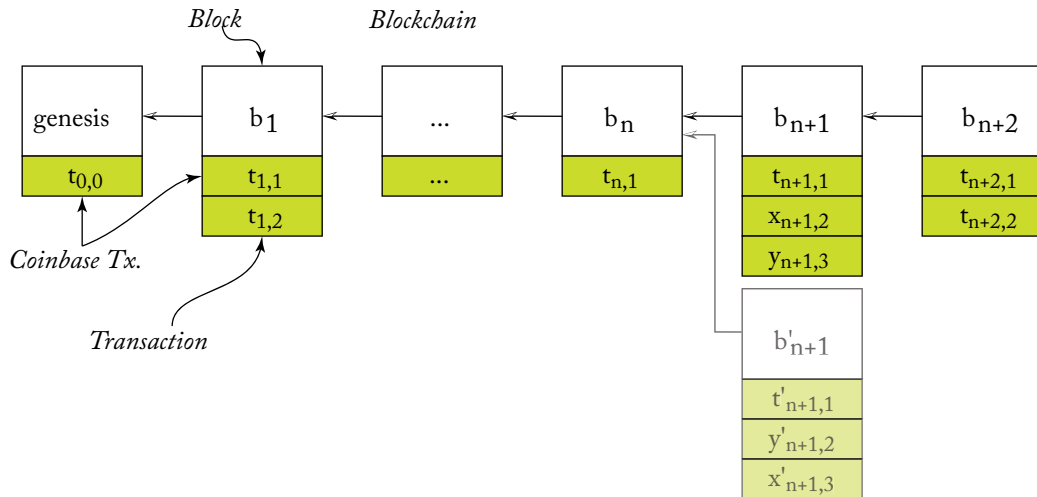 Block
Blockchain
genesis
b1
...
bn
bn+1
bn+2
t0,0
t1,1
...
tn,1
tn+1,1
tn+2,1
t1,2
xn+1,2
tn+2,2
Coinbase Tx.
yn+1,3
Transaction
b'n+1
t'n+1,1
y'n+1,2
x'n+1,3